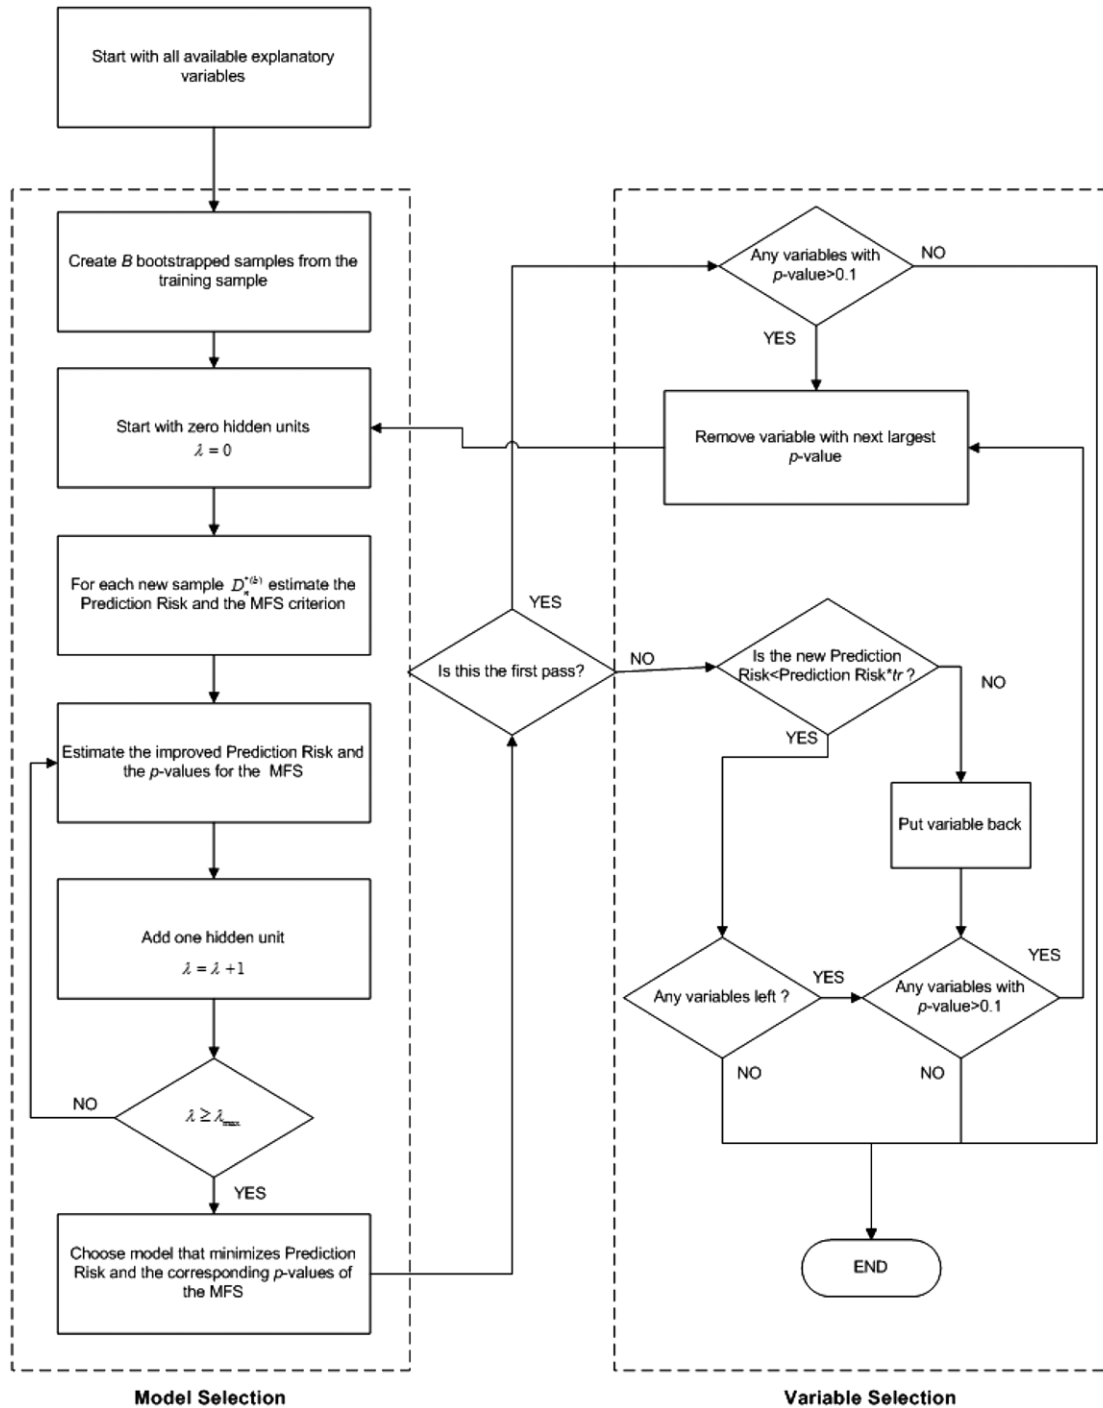 Start with all available explanatory
variables
Create B bootstrapped samples from the
training sample
Start with zero hidden units
λ = 0
For each new sample D_n^{*(b)} estimate the
Prediction Risk and the MFS criterion
Estimate the improved Prediction Risk and
the p-values for the MFS
Add one hidden unit
λ = λ +1
NO
λ ≥ λ_max
YES
Choose model that minimizes Prediction
Risk and the corresponding p-values of
the MFS
Model Selection
YES
Is this the first pass?
NO
Any variables with
p-value>0.1
NO
YES
Remove variable with next largest
p-value
Is the new Prediction
Risk<Prediction Risk*tr ?
NO
YES
Put variable back
Any variables left ?
YES
NO
Any variables with
p-value>0.1
YES
NO
END
Variable Selection